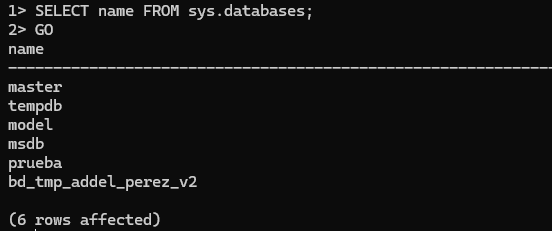 1> SELECT name FROM sys.databases;
2> GO
name
--------------------------------------------------------------
master
tempdb
model
msdb
prueba
bd_tmp_addel_perez_v2
(6 rows affected)